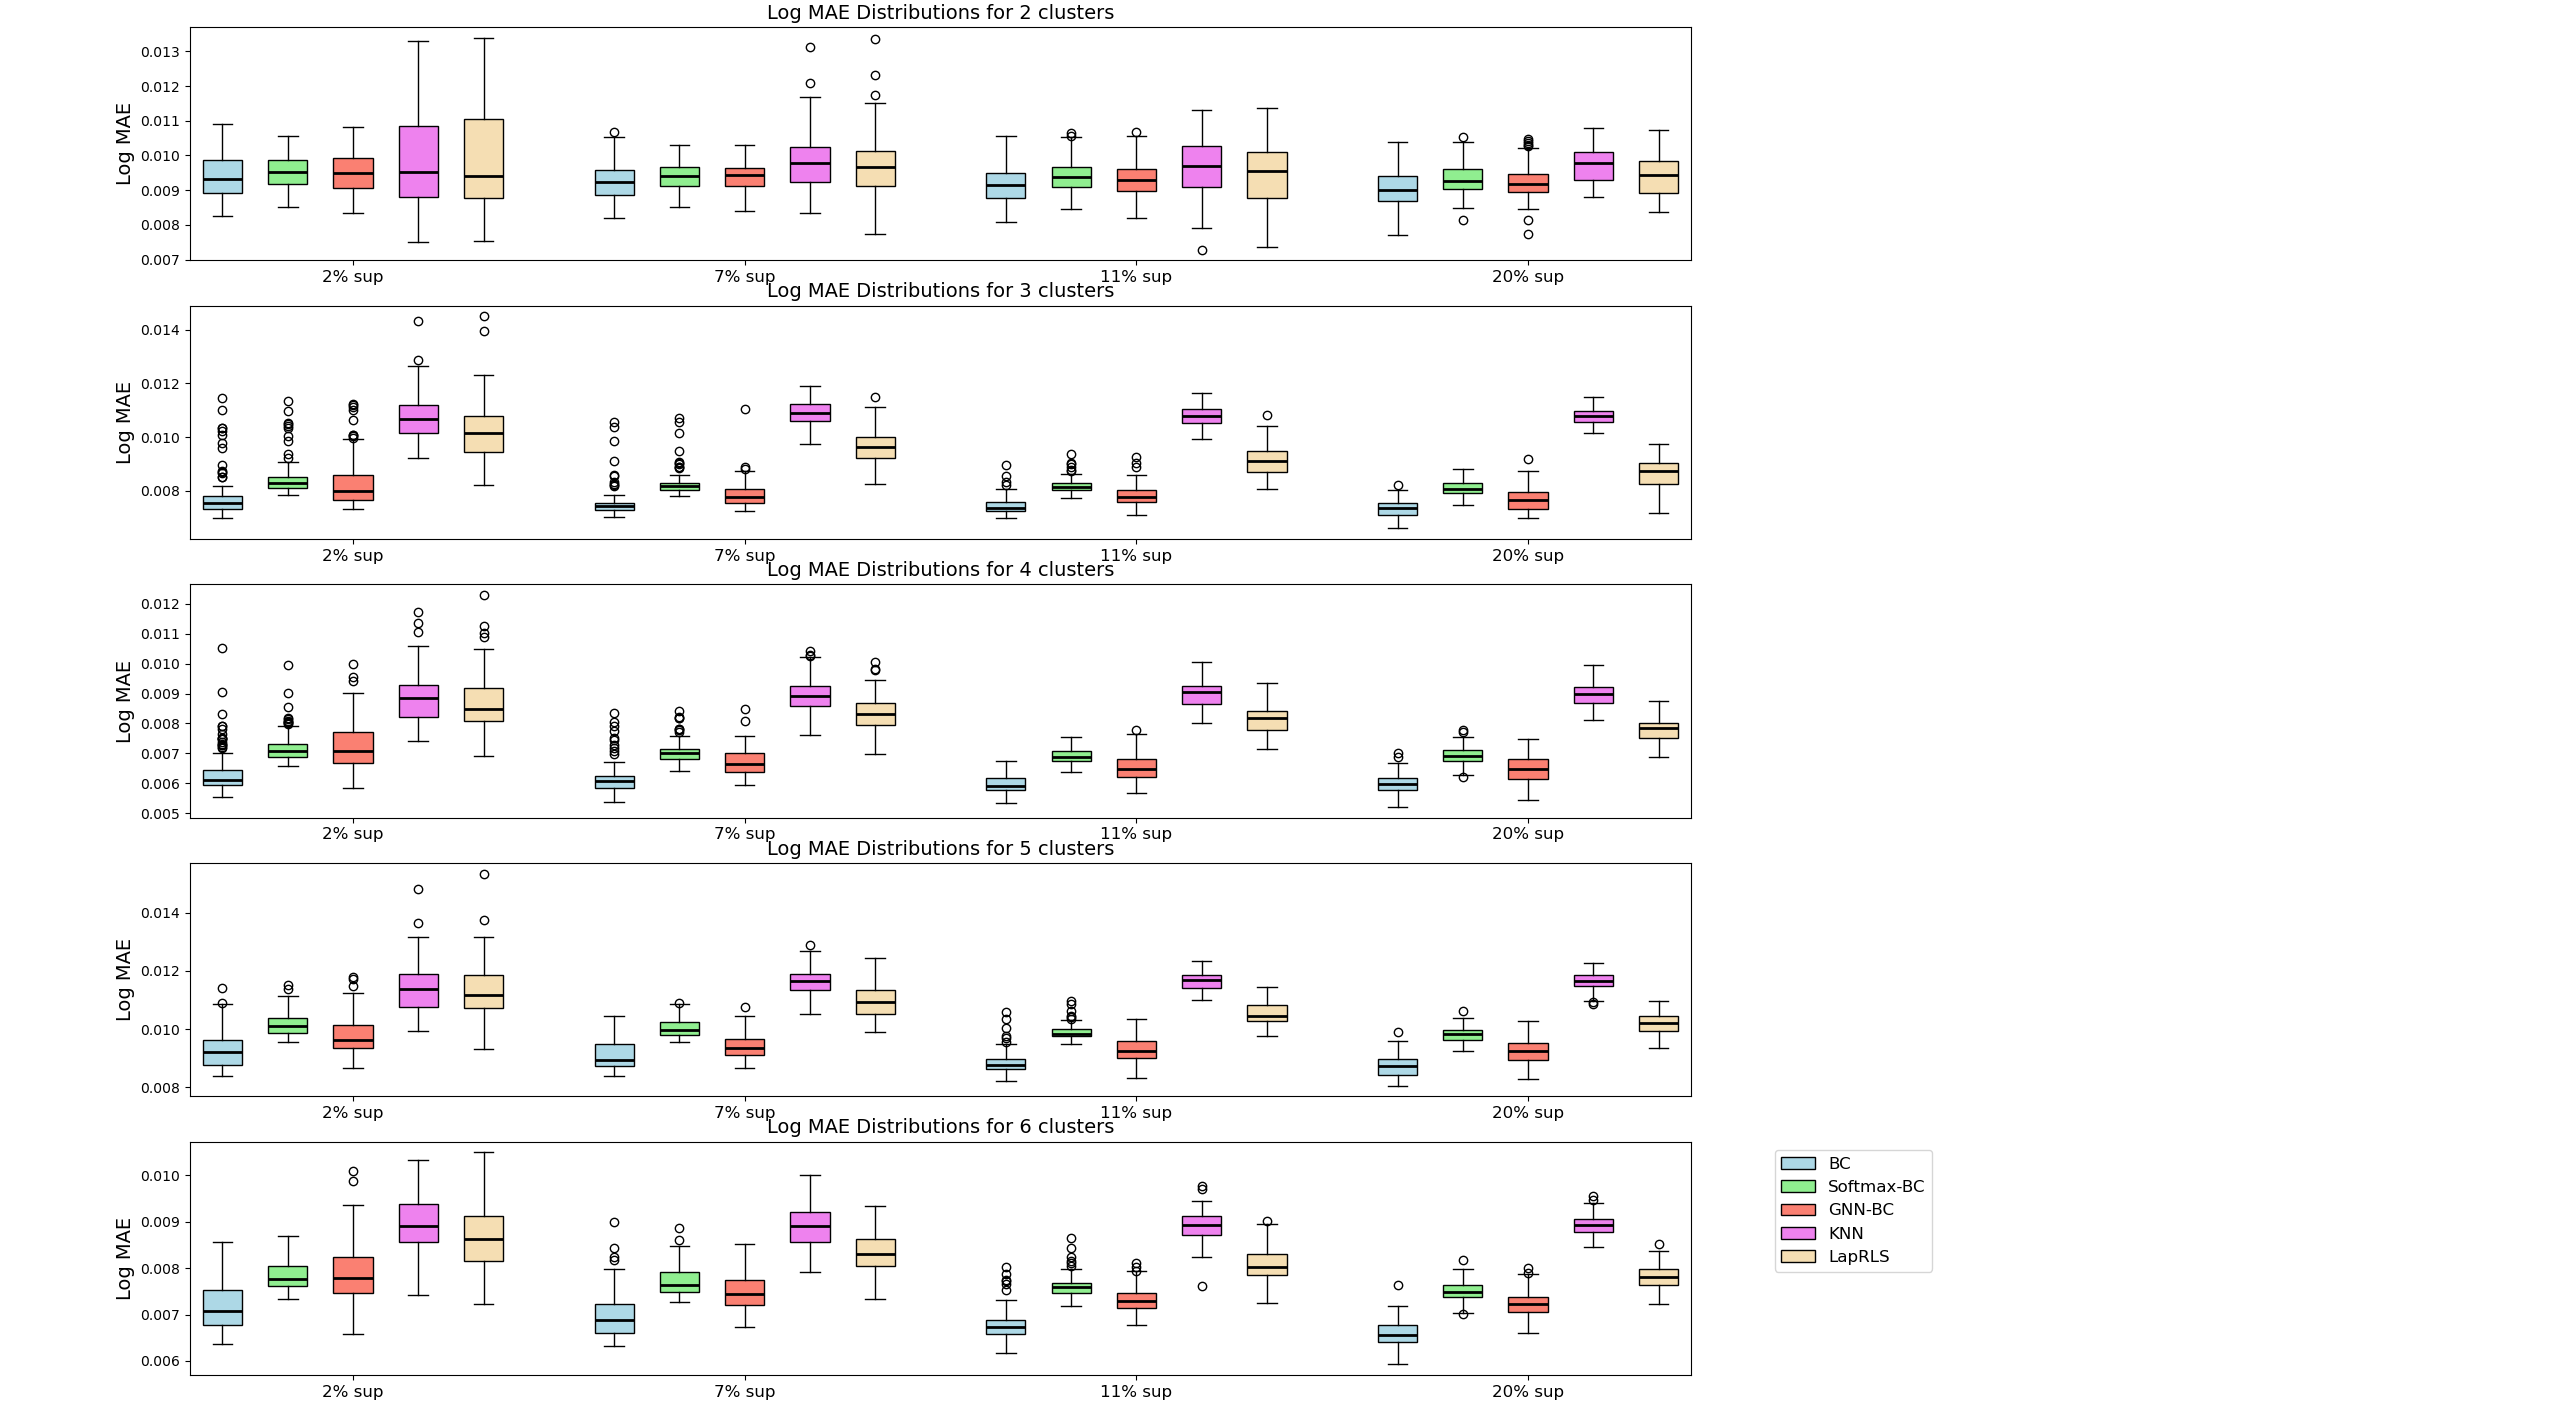 Log MAE Distributions for 2 clusters
Log MAE
0.013
0.012
0.011
0.010
0.009
0.008
0.007
2% sup
7% sup
11% sup
20% sup
Log MAE Distributions for 3 clusters
Log MAE
0.014
0.012
0.010
0.008
2% sup
7% sup
11% sup
20% sup
Log MAE Distributions for 4 clusters
Log MAE
0.012
0.011
0.010
0.009
0.008
0.007
0.006
0.005
2% sup
7% sup
11% sup
20% sup
Log MAE Distributions for 5 clusters
Log MAE
0.014
0.012
0.010
0.008
2% sup
7% sup
11% sup
20% sup
Log MAE Distributions for 6 clusters
Log MAE
0.010
0.009
0.008
0.007
0.006
2% sup
7% sup
11% sup
20% sup
BC
Softmax-BC
GNN-BC
KNN
LapRLS